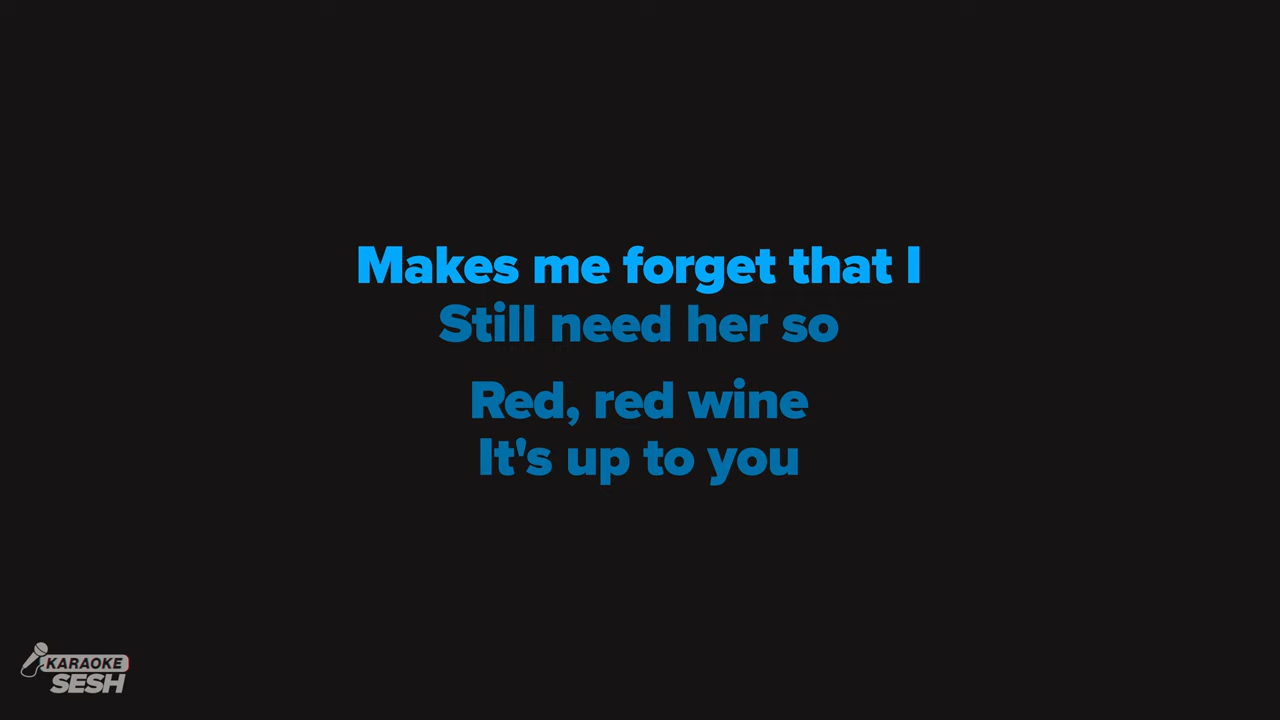 Makes me forget that I
Still need her so
Red, red wine
It's up to you
KARAOKE
SESH